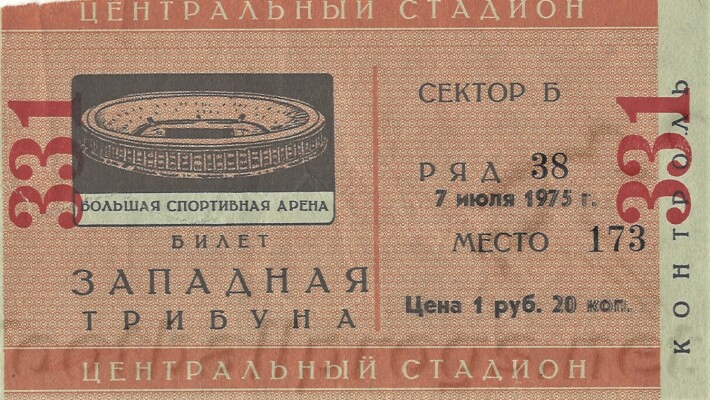 ЦЕНТРАЛЬНЫЙ СТАДИОН
331
БОЛЬШАЯ СПОРТИВНАЯ АРЕНА
БИЛЕТ
ЗАПАДНАЯ
ТРИБУНА
СЕКТОР Б
РЯД 38
7 июля 1975 г.
МЕСТО 173
Цена 1 руб. 20 коп.
331
КОНТРОЛЬ
ЦЕНТРАЛЬНЫЙ СТАДИОН